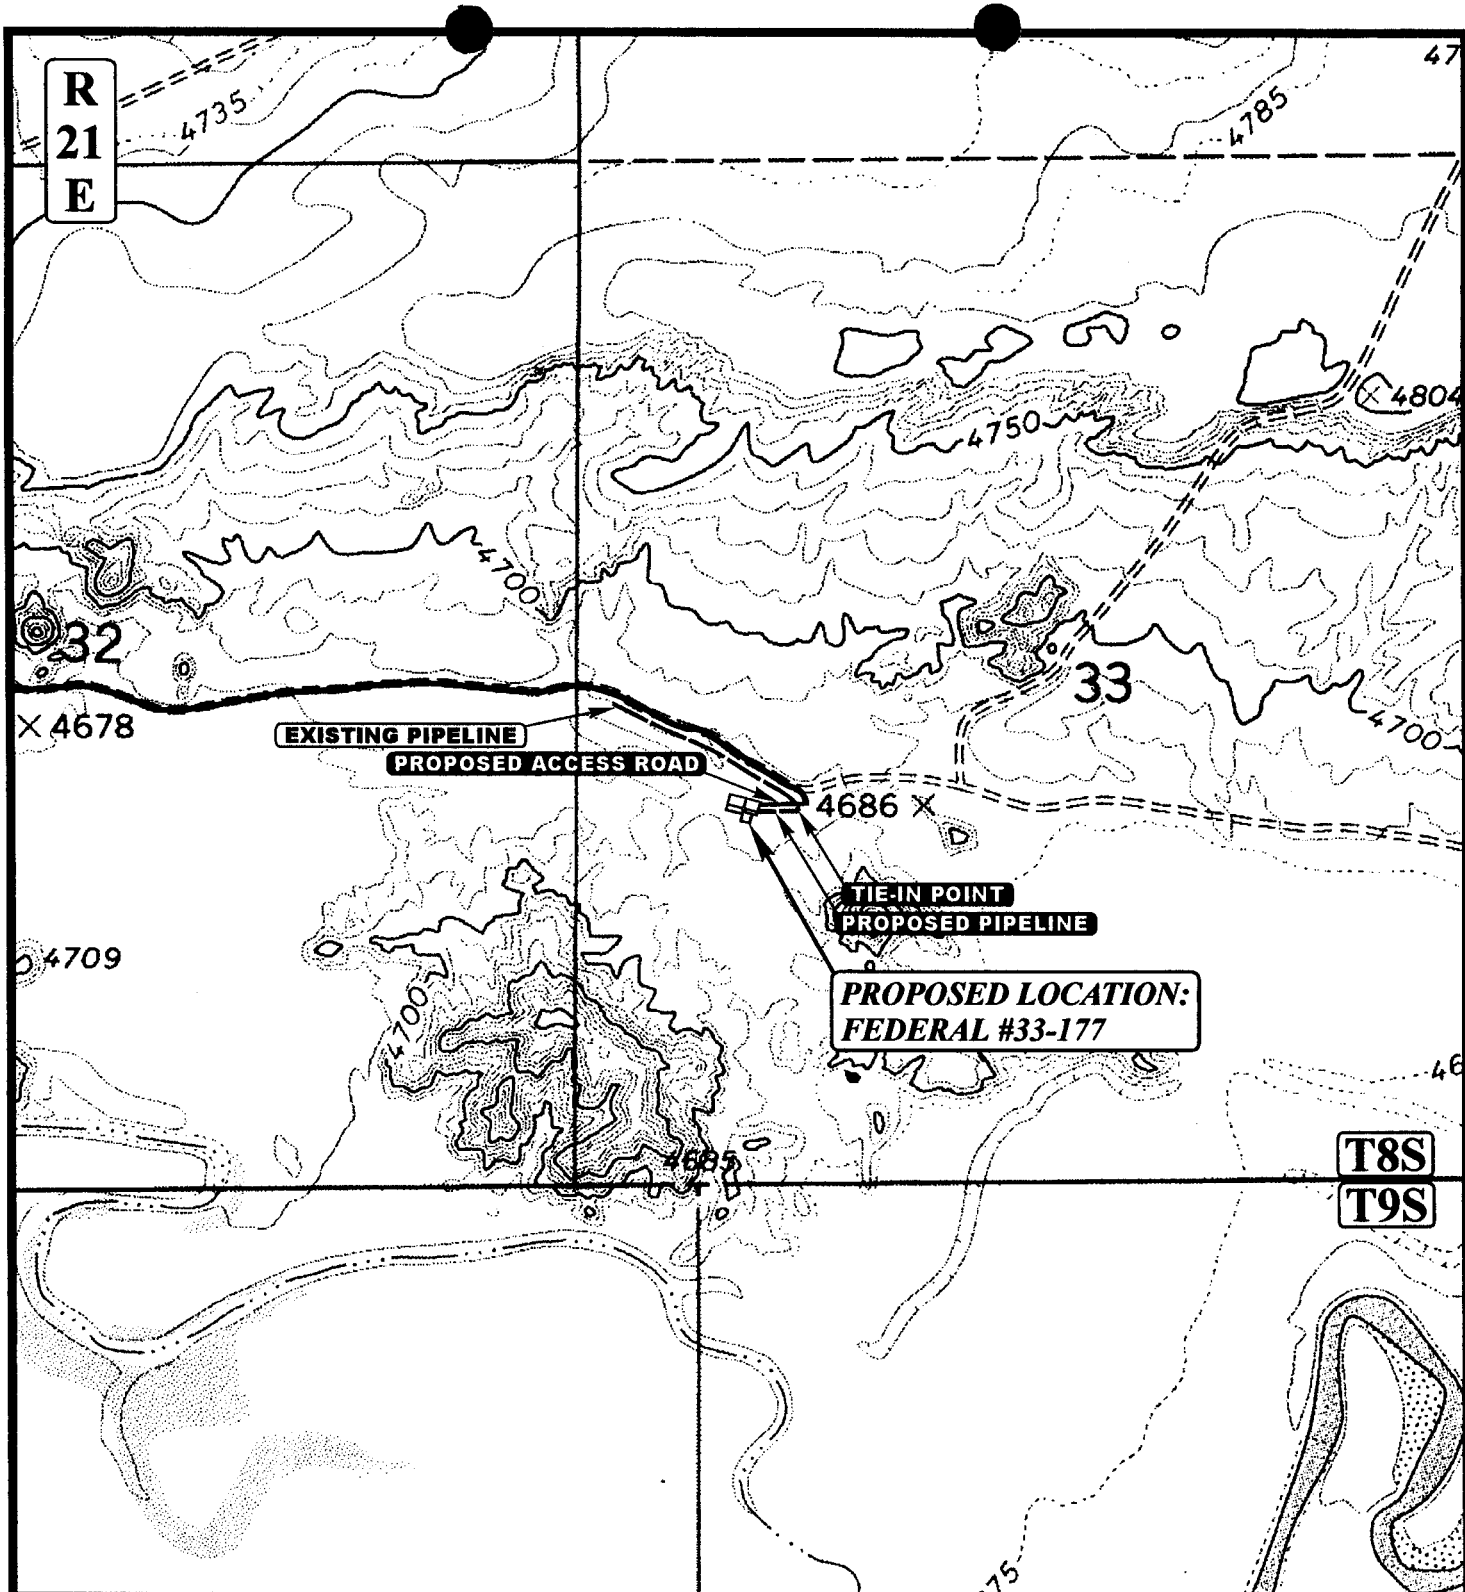 47
R
21
E
4735
4785
4804
4750
4700
32
33
4678
4700
EXISTING PIPELINE
PROPOSED ACCESS ROAD
4686
TIE-IN POINT
PROPOSED PIPELINE
4709
PROPOSED LOCATION:
FEDERAL #33-177
4700
46
T8S
4685
T9S
75